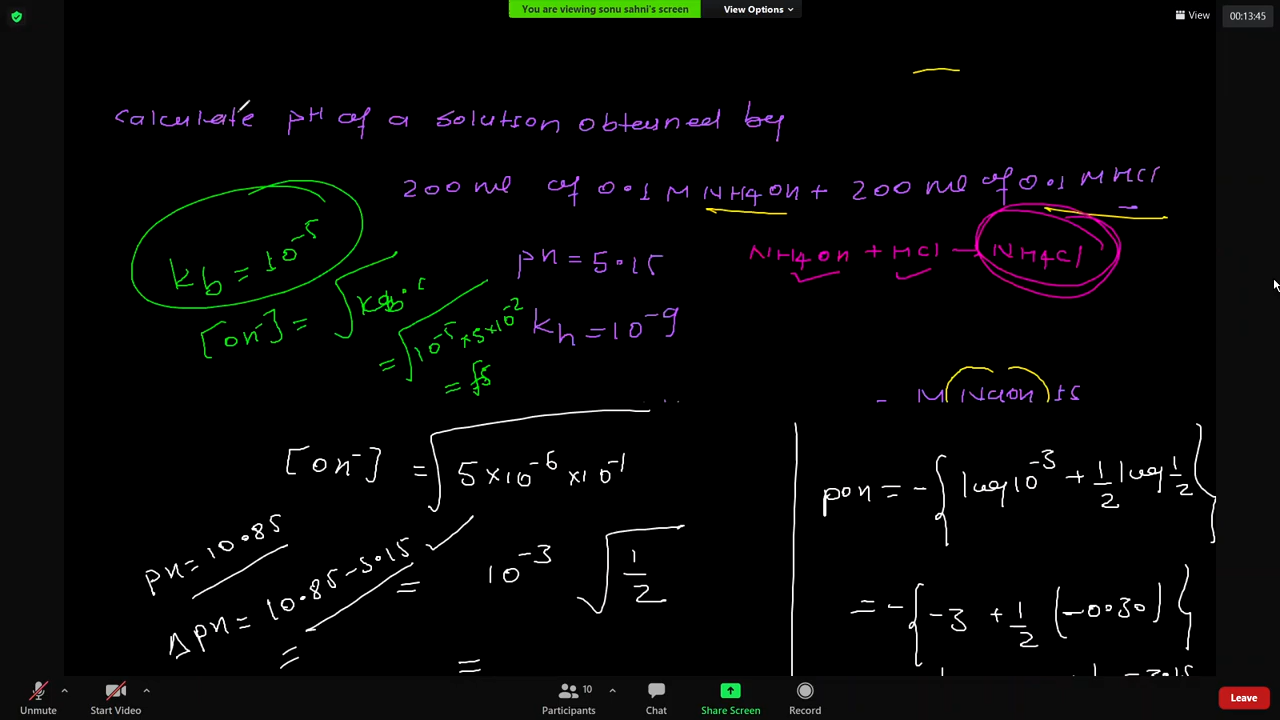 You are viewing sonu sahni's screen
View Options
View
00:13:45
calculate pH of a solution obtained by
200 ml of 0.1 M NH4OH + 200 ml of 0.1 M HCl
NH4OH + HCl — NH4Cl
kb = 10^-5
pH = 5.15
[OH^-] =
= √10^-5 × 5 × 10^-2
kh = 10^-9
=
- M NaOH is
[OH^-] = √5 × 10^-6 × 10^-1
= 10^-3 √1/2
=
pH = 10.85
ΔpH = 10.85 - 5.15
=
pOH = - { log 10^-3 + 1/2 log 1/2 }
= - { -3 + 1/2 (-0.30) }
Unmute
Start Video
10
Participants
Chat
Share Screen
Record
Leave